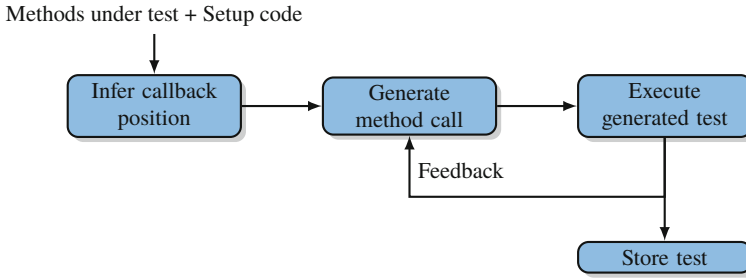 Methods under test + Setup code
Infer callback
position
Generate
method call
Execute
generated test
Feedback
Store test